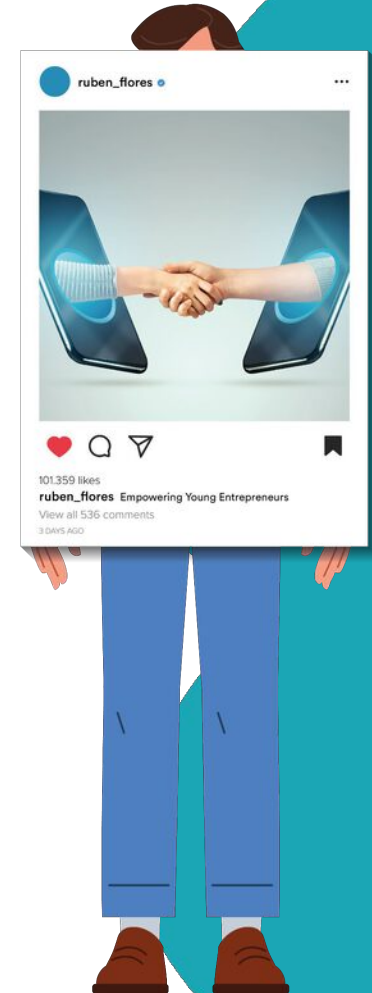 ruben_flores
101.359 likes
ruben_flores Empowering Young Entrepreneurs
View all 536 comments
3 DAYS AGO